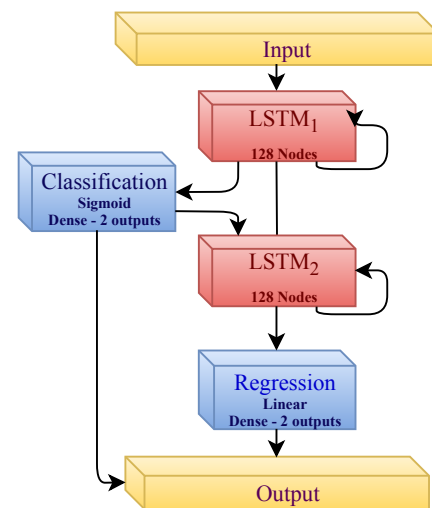 Input
LSTM1
128 Nodes
Classification
Sigmoid
Dense - 2 outputs
LSTM2
128 Nodes
Regression
Linear
Dense - 2 outputs
Output